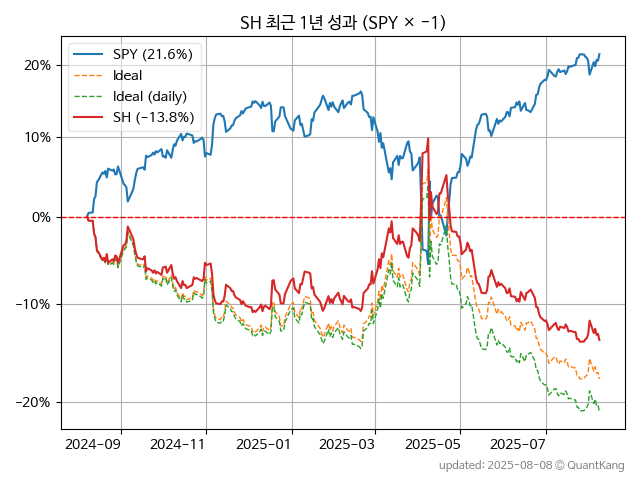 SH 최근 1년 성과 (SPY × −1)
SPY (21.6%)
Ideal
Ideal (daily)
SH (−13.8%)
20%
10%
0%
−10%
−20%
2024-09
2024-11
2025-01
2025-03
2025-05
2025-07
updated: 2025-08-08 © QuantKang